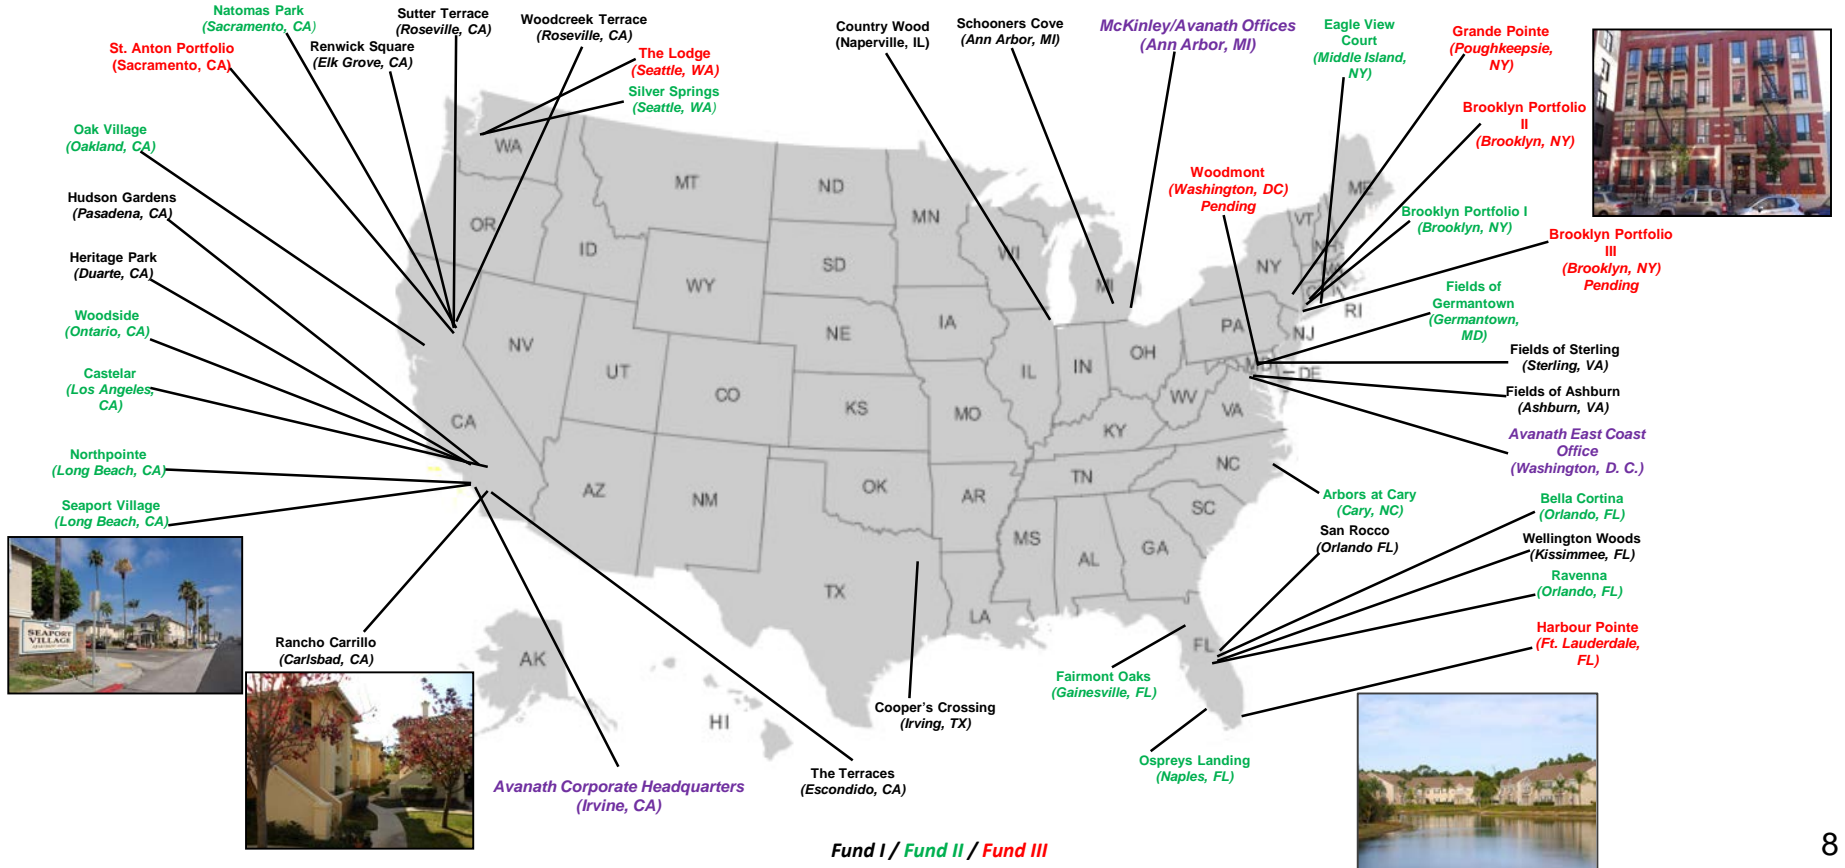 Natomas Park
(Sacramento, CA)
St. Anton Portfolio
(Sacramento, CA)
Renwick Square
(Elk Grove, CA)
Sutter Terrace
(Roseville, CA)
Woodcreek Terrace
(Roseville, CA)
The Lodge
(Seattle, WA)
Silver Springs
(Seattle, WA)
Country Wood
(Naperville, IL)
Schooners Cove
(Ann Arbor, MI)
McKinley/Avanath Offices
(Ann Arbor, MI)
Eagle View
Court
(Middle Island,
NY)
Grande Pointe
(Poughkeepsie,
NY)
Brooklyn Portfolio
II
(Brooklyn, NY)
Woodmont
(Washington, DC)
Pending
Brooklyn Portfolio I
(Brooklyn, NY)
Brooklyn Portfolio
III
(Brooklyn, NY)
Pending
Fields of
Germantown
(Germantown,
MD)
Fields of Sterling
(Sterling, VA)
Fields of Ashburn
(Ashburn, VA)
Avanath East Coast
Office
(Washington, D. C.)
Arbors at Cary
(Cary, NC)
San Rocco
(Orlando FL)
Bella Cortina
(Orlando, FL)
Wellington Woods
(Kissimmee, FL)
Ravenna
(Orlando, FL)
Harbour Pointe
(Ft. Lauderdale,
FL)
Fairmont Oaks
(Gainesville, FL)
Ospreys Landing
(Naples, FL)
Cooper's Crossing
(Irving, TX)
The Terraces
(Escondido, CA)
Avanath Corporate Headquarters
(Irvine, CA)
Rancho Carrillo
(Carlsbad, CA)
Oak Village
(Oakland, CA)
Hudson Gardens
(Pasadena, CA)
Heritage Park
(Duarte, CA)
Woodside
(Ontario, CA)
Castelar
(Los Angeles,
CA)
Northpointe
(Long Beach, CA)
Seaport Village
(Long Beach, CA)
SEAPORT
VILLAGE
WA
OR
ID
MT
ND
SD
WY
NE
MN
WI
IA
MI
NV
UT
CO
CA
AZ
NM
KS
OK
TX
MO
IL
IN
OH
KY
TN
AR
MS
AL
GA
LA
FL
SC
NC
VA
WV
PA
NY
VT
NH
ME
MA
CT
RI
NJ
DE
MD
AK
HI
Fund I / Fund II / Fund III
8